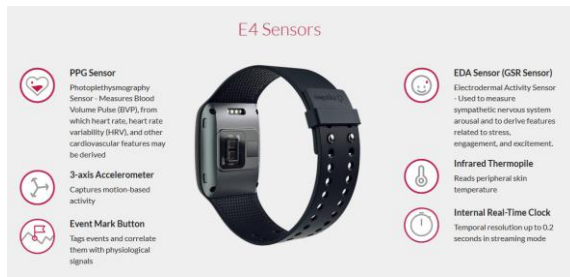 E4 Sensors
PPG Sensor
Photoplethysmography
Sensor - Measures Blood
Volume Pulse (BVP), from
which heart rate, heart rate
variability (HRV), and other
cardiovascular features may
be derived
3-axis Accelerometer
Captures motion-based
activity
Event Mark Button
Tags events and correlate
them with physiological
signals
EDA Sensor (GSR Sensor)
Electrodermal Activity Sensor
- Used to measure
sympathetic nervous system
arousal and to derive features
related to stress,
engagement, and excitement.
Infrared Thermopile
Reads peripheral skin
temperature
Internal Real-Time Clock
Temporal resolution up to 0.2
seconds in streaming mode